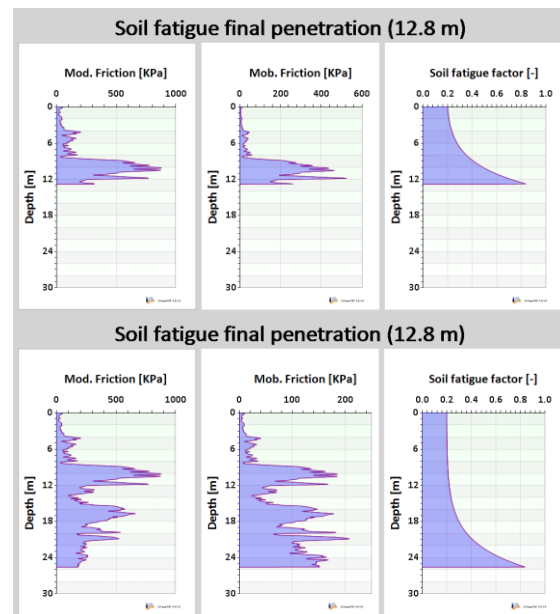 Soil fatigue final penetration (12.8 m)
Mod. Friction [KPa]
0 500 1000
Depth [m]
0
6
12
18
24
30
Mob. Friction [KPa]
0 200 400 600
Depth [m]
0
6
12
18
24
30
Soil fatigue factor [-]
0 0.2 0.4 0.6 0.8 1
Depth [m]
0
6
12
18
24
30
Soil fatigue final penetration (12.8 m)
Mod. Friction [KPa]
0 500 1000
Depth [m]
0
6
12
18
24
30
Mob. Friction [KPa]
0 100 200
Depth [m]
0
6
12
18
24
30
Soil fatigue factor [-]
0.0 0.2 0.4 0.6 0.8 1.0
Depth [m]
0
6
12
18
24
30